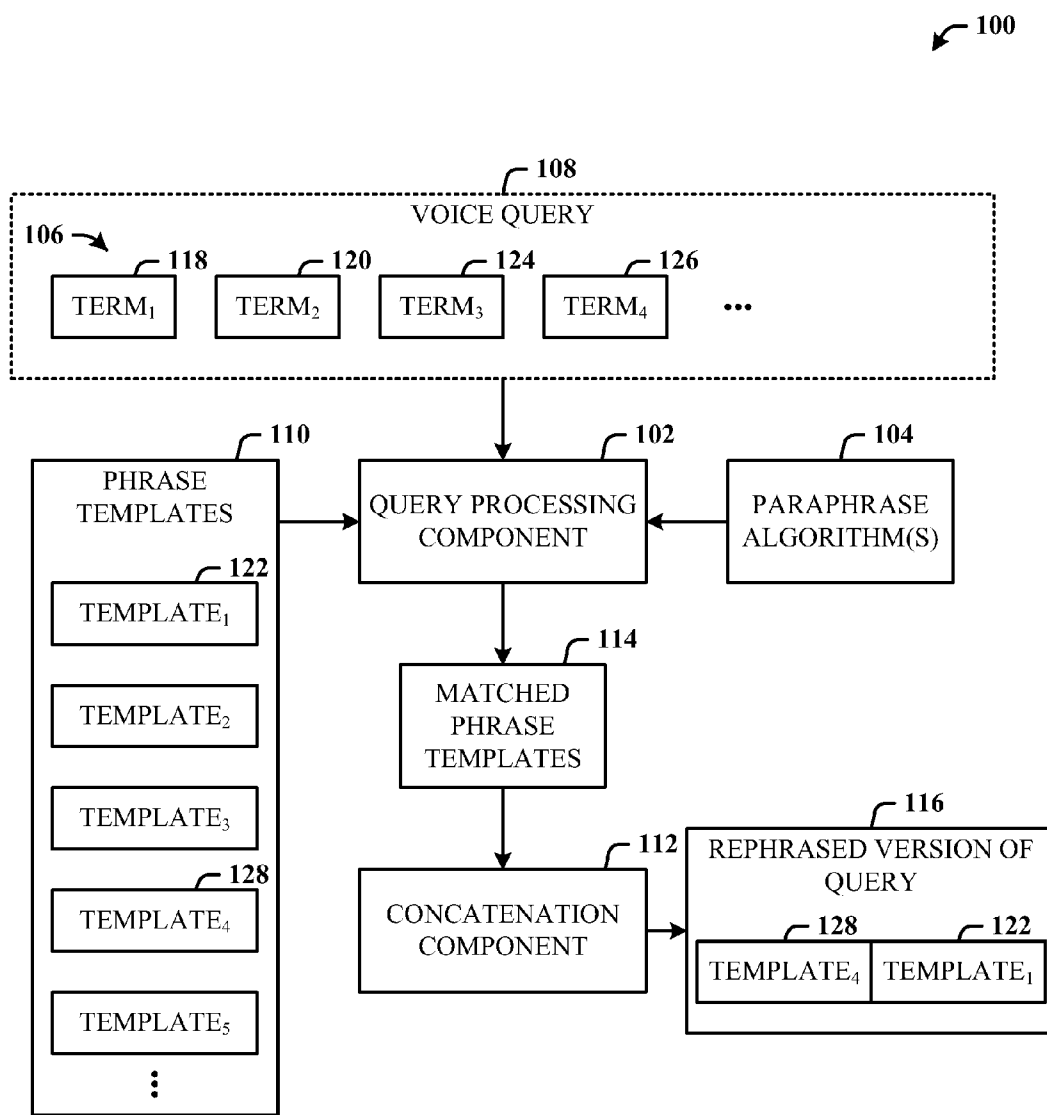 100
108
VOICE QUERY
106
118
120
124
126
TERM₁
TERM₂
TERM₃
TERM₄
...
110
102
104
PHRASE
TEMPLATES
QUERY PROCESSING
COMPONENT
PARAPHRASE
ALGORITHM(S)
122
TEMPLATE₁
114
MATCHED
PHRASE
TEMPLATES
TEMPLATE₂
TEMPLATE₃
128
TEMPLATE₄
TEMPLATE₅
...
112
CONCATENATION
COMPONENT
116
REPHRASED VERSION OF
QUERY
128
122
TEMPLATE₄
TEMPLATE₁